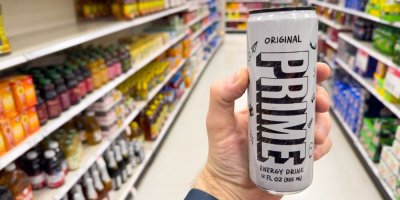 ORIGINAL
PRIME
ENERGY DRINK
12 FL OZ (355 mL)